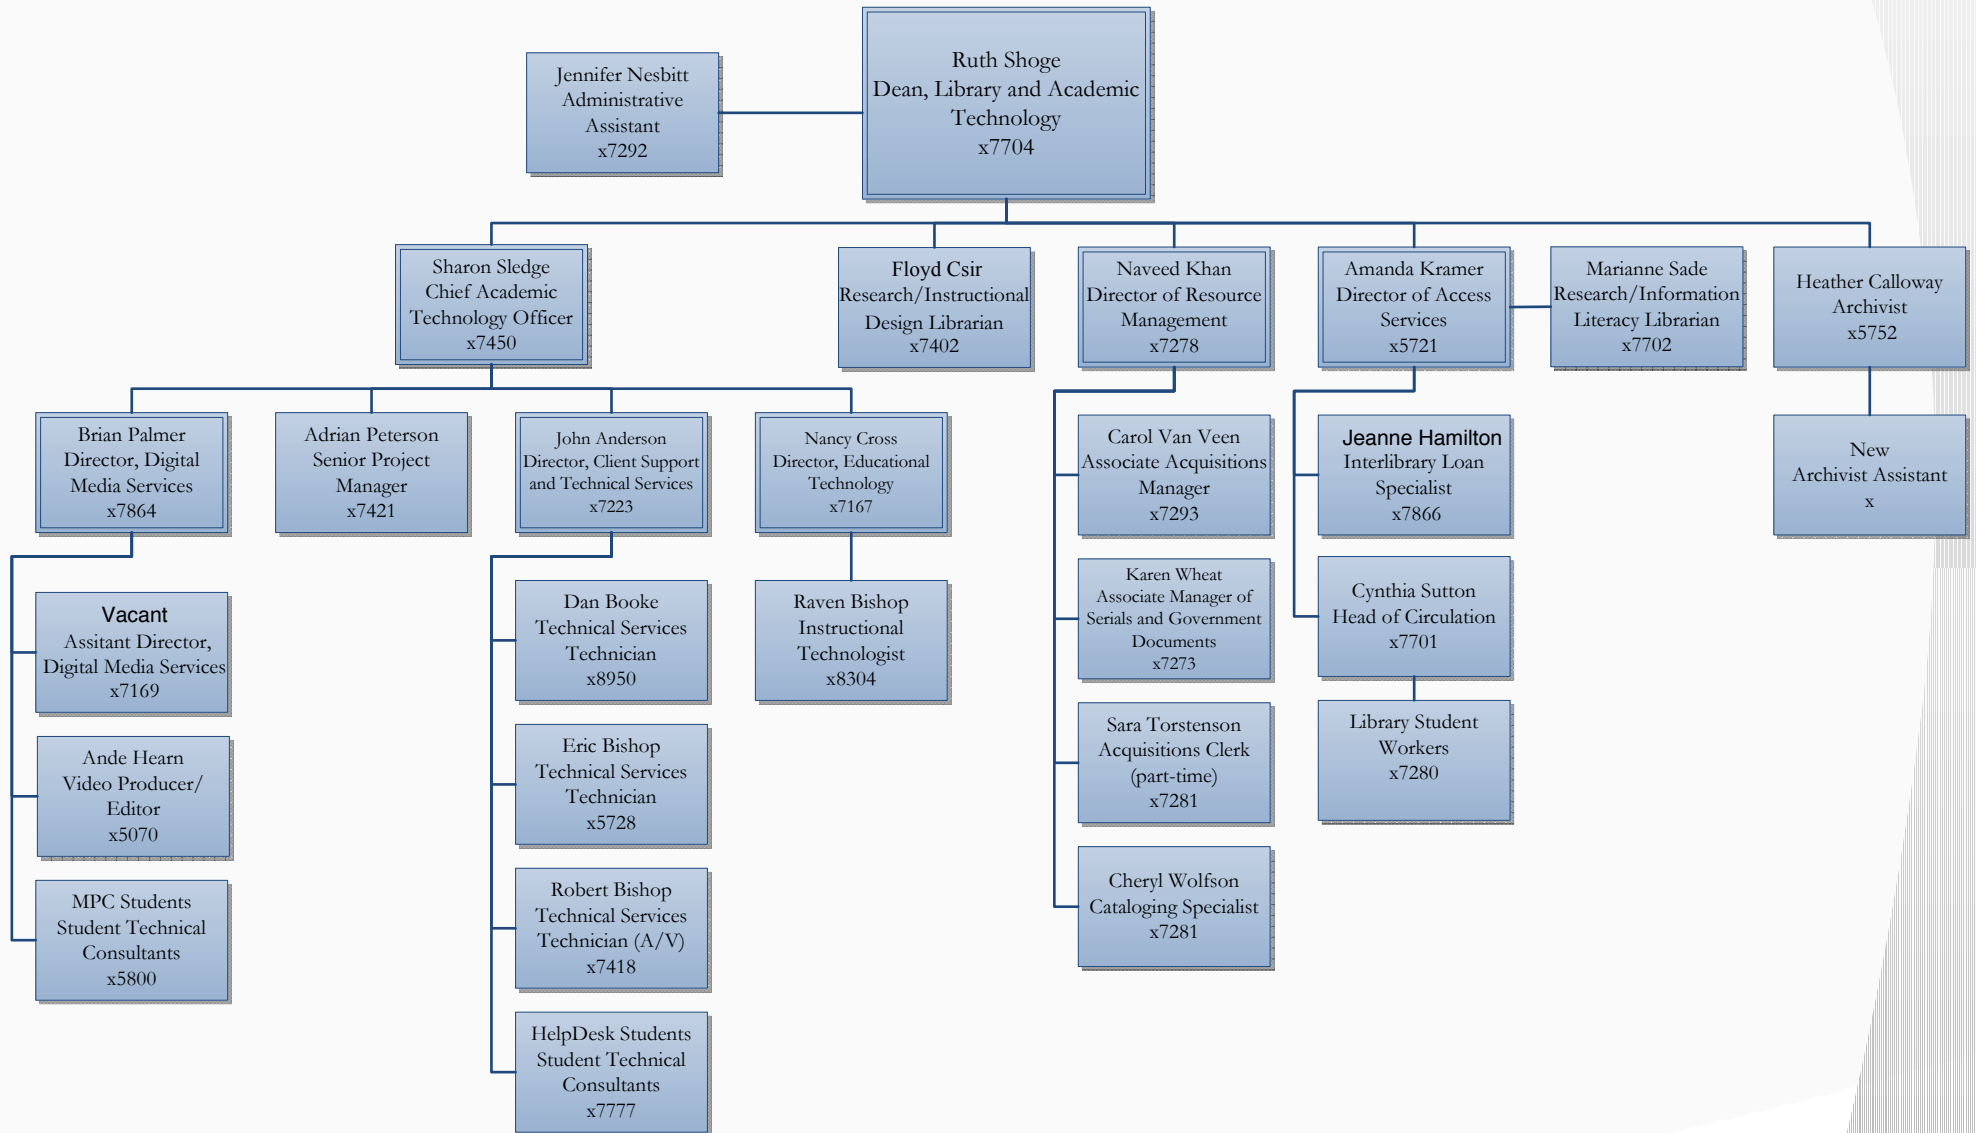 Ruth Shoge
Dean, Library and Academic
Technology
x7704
Jennifer Nesbitt
Administrative
Assistant
x7292
Sharon Sledge
Chief Academic
Technology Officer
x7450
Floyd Csir
Research/Instructional
Design Librarian
x7402
Naveed Khan
Director of Resource
Management
x7278
Amanda Kramer
Director of Access
Services
x5721
Marianne Sade
Research/Information
Literacy Librarian
x7702
Heather Calloway
Archivist
x5752
Brian Palmer
Director, Digital
Media Services
x7864
Adrian Peterson
Senior Project
Manager
x7421
John Anderson
Director, Client Support
and Technical Services
x7223
Nancy Cross
Director, Educational
Technology
x7167
Carol Van Veen
Associate Acquisitions
Manager
x7293
Jeanne Hamilton
Interlibrary Loan
Specialist
x7866
New
Archivist Assistant
x
Vacant
Assitant Director,
Digital Media Services
x7169
Dan Booke
Technical Services
Technician
x8950
Raven Bishop
Instructional
Technologist
x8304
Karen Wheat
Associate Manager of
Serials and Government
Documents
x7273
Cynthia Sutton
Head of Circulation
x7701
Ande Hearn
Video Producer/
Editor
x5070
Eric Bishop
Technical Services
Technician
x5728
Sara Torstenson
Acquisitions Clerk
(part-time)
x7281
Library Student
Workers
x7280
MPC Students
Student Technical
Consultants
x5800
Robert Bishop
Technical Services
Technician (A/V)
x7418
Cheryl Wolfson
Cataloging Specialist
x7281
HelpDesk Students
Student Technical
Consultants
x7777